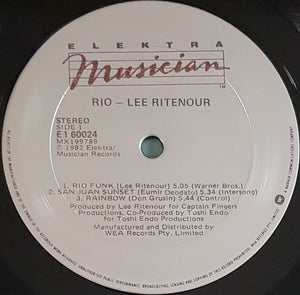 ELEKTRA
Musician
TM
RIO – LEE RITENOUR
STEREO
SIDE 1
E1 60024
MX199789
℗ 1982 Elektra/
Musician Records
1. RIO FUNK (Lee Ritenour) 5.05 (Warner Bros.)
2. SAN JUAN SUNSET (Eumir Deodato) 5.34 (Intersong)
3. RAINBOW (Don Grusin) 5,44 (Control)
Produced by Lee Ritenour for Captain Fingers
Productions. Co-Produced by Toshi Endo
for Toshi Endo Productions.
Manufactured and Distributed by
WEA Records Pty. Limited